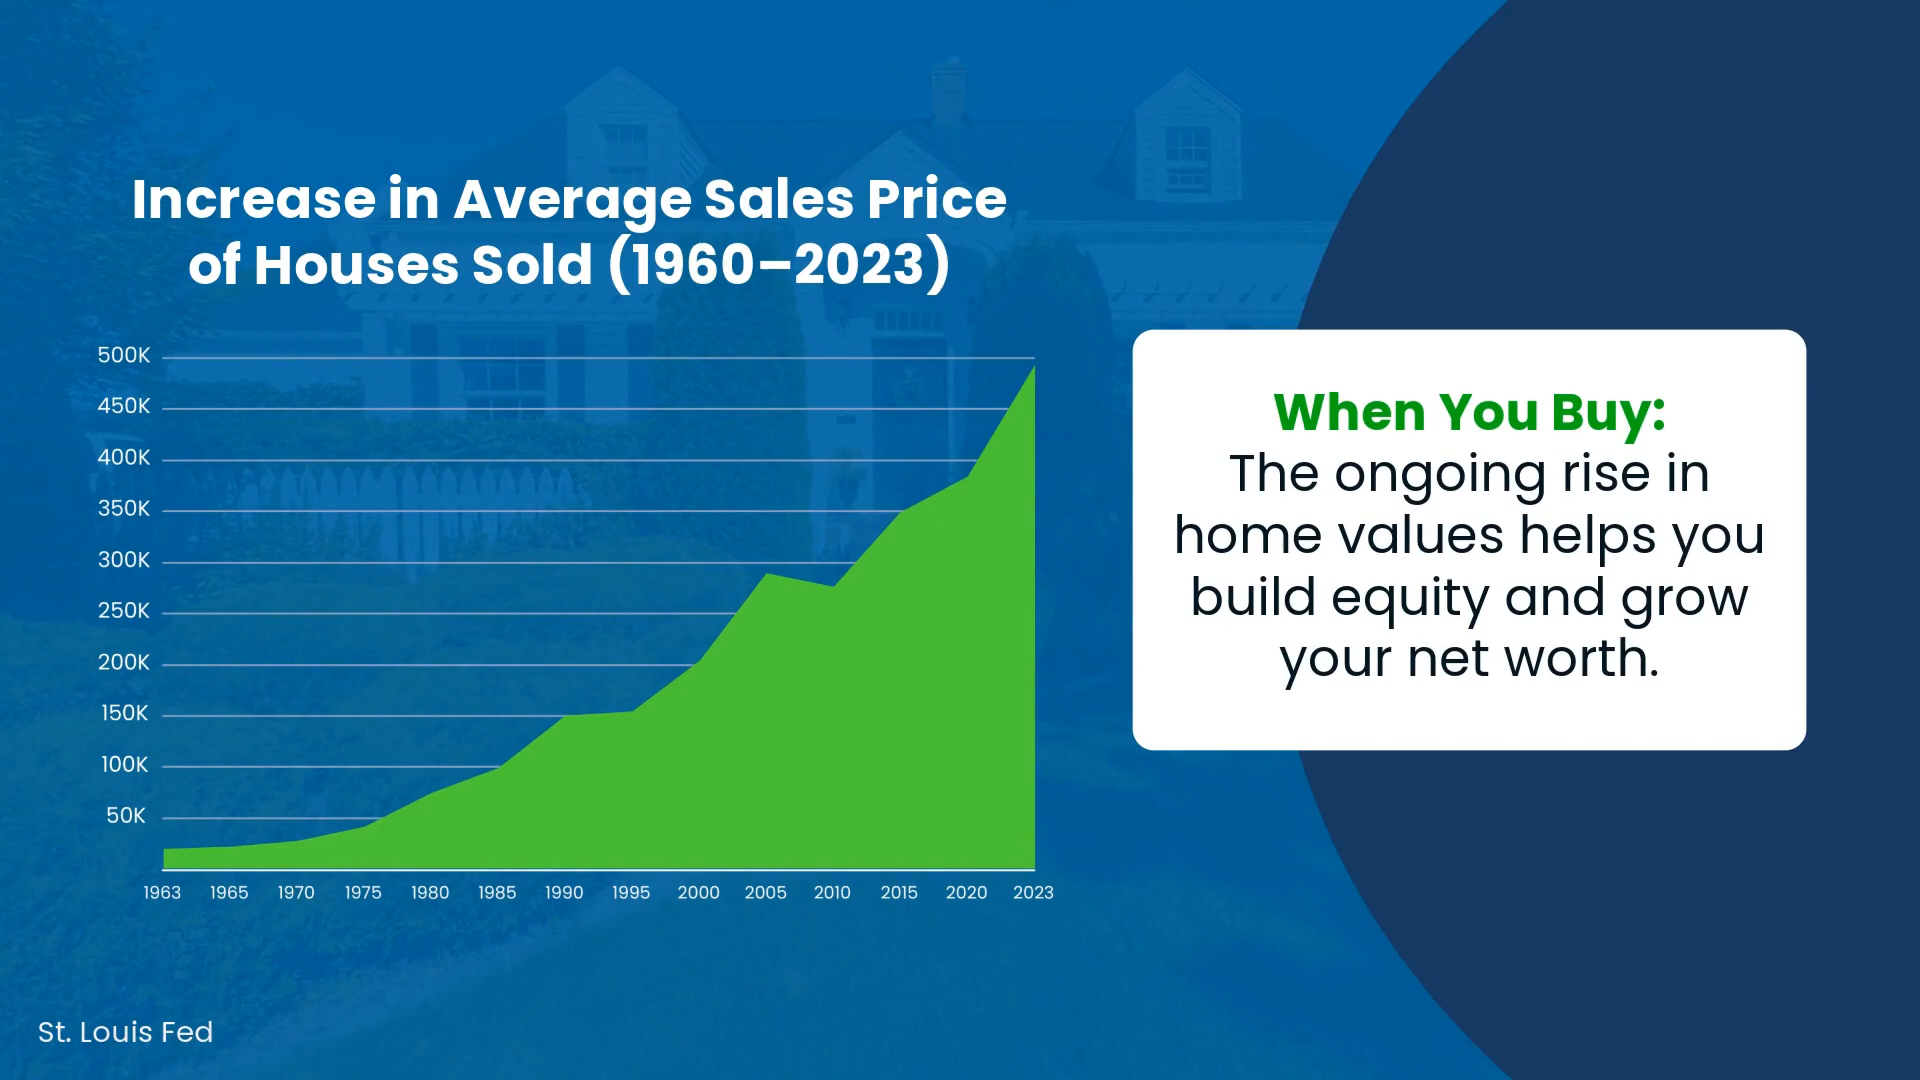 Increase in Average Sales Price
of Houses Sold (1960–2023)
500K
450K
400K
350K
300K
250K
200K
150K
100K
50K
1963 1965 1970 1975 1980 1985 1990 1995 2000 2005 2010 2015 2020 2023
When You Buy:
The ongoing rise in
home values helps you
build equity and grow
your net worth.
St. Louis Fed